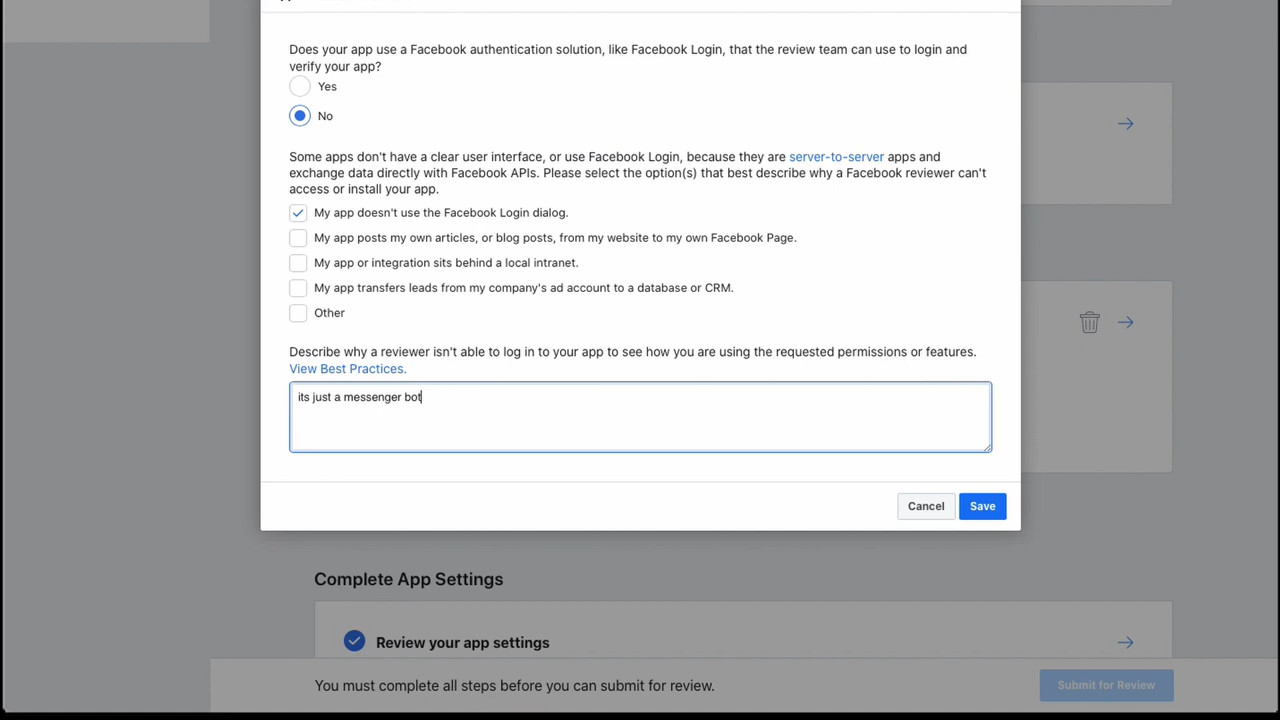 Does your app use a Facebook authentication solution, like Facebook Login, that the review team can use to login and
verify your app?
Yes
No
Some apps don't have a clear user interface, or use Facebook Login, because they are server-to-server apps and
exchange data directly with Facebook APIs. Please select the option(s) that best describe why a Facebook reviewer can't
access or install your app.
My app doesn't use the Facebook Login dialog.
My app posts my own articles, or blog posts, from my website to my own Facebook Page.
My app or integration sits behind a local intranet.
My app transfers leads from my company's ad account to a database or CRM.
Other
Describe why a reviewer isn't able to log in to your app to see how you are using the requested permissions or features.
View Best Practices.
its just a messenger bot
Cancel
Save
Complete App Settings
Review your app settings
You must complete all steps before you can submit for review.
Submit for Review